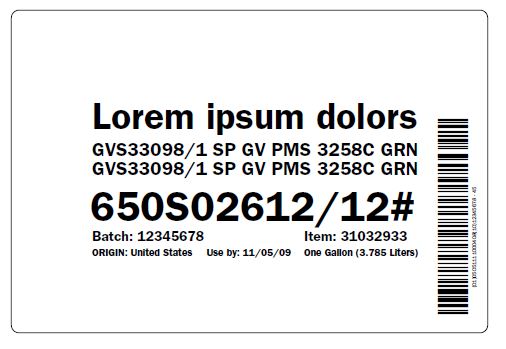 Lorem ipsum dolors
GVS33098/1 SP GV PMS 3258C GRN
GVS33098/1 SP GV PMS 3258C GRN
650S02612/12#
Batch: 12345678 Item: 31032933
ORIGIN: United States Use by: 11/05/09 One Gallon (3.785 Liters)